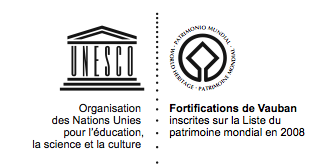 UNESCO
Organisation
des Nations Unies
pour l'éducation,
la science et la culture
PATRIMONIO MUNDIAL • WORLD HERITAGE • PATRIMOINE MONDIAL •
Fortifications de Vauban
inscrites sur la Liste du
patrimoine mondial en 2008